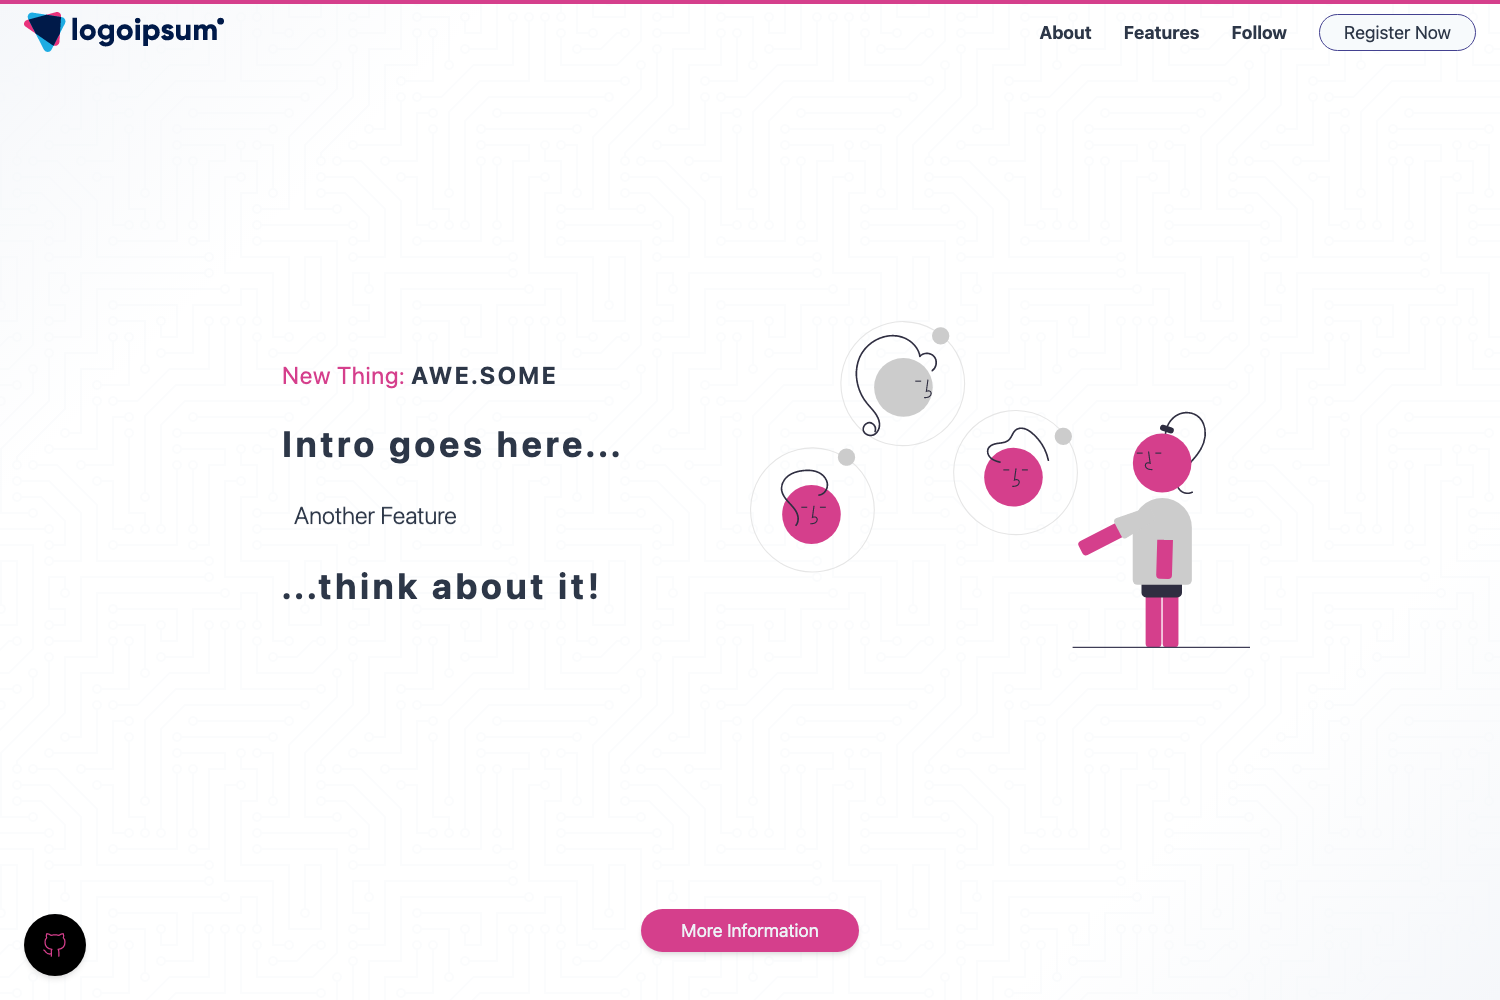 logoipsum
About Features Follow Register Now
New Thing: AWE.SOME
Intro goes here...
Another Feature
...think about it!
More Information